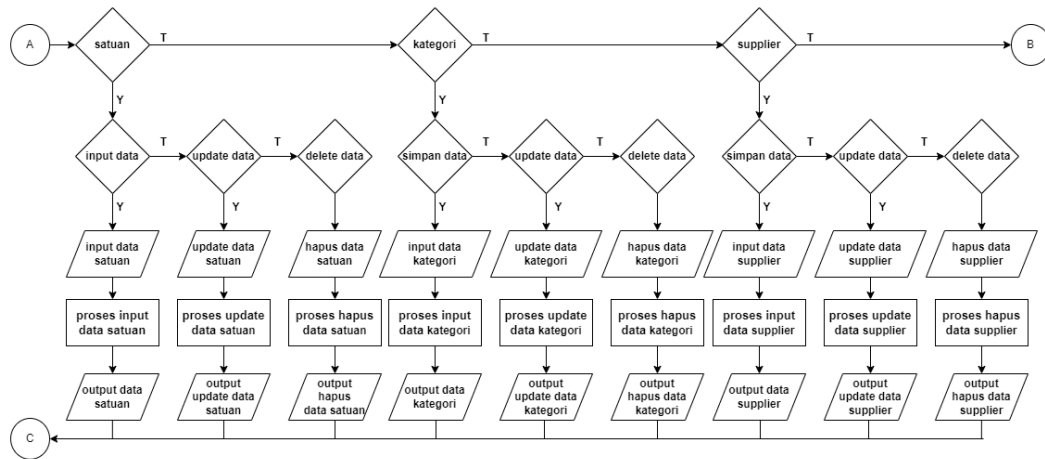 A
satuan
T
kategori
T
supplier
T
B
Y
Y
Y
input data
T
update data
T
delete data
simpan data
T
update data
T
delete data
simpan data
T
update data
T
delete data
Y
Y
Y
Y
Y
Y
input data
satuan
update data
satuan
hapus data
satuan
input data
kategori
update data
kategori
hapus data
kategori
input data
supplier
update data
supplier
hapus data
supplier
proses input
data satuan
proses update
data satuan
proses hapus
data satuan
proses input
data kategori
proses update
data kategori
proses hapus
data kategori
proses input
data supplier
proses update
data supplier
proses hapus
data supplier
output data
satuan
output
update data
satuan
output
hapus
data satuan
output data
kategori
output
update data
kategori
output
hapus data
kategori
output data
supplier
output
update data
supplier
output
hapus data
supplier
C